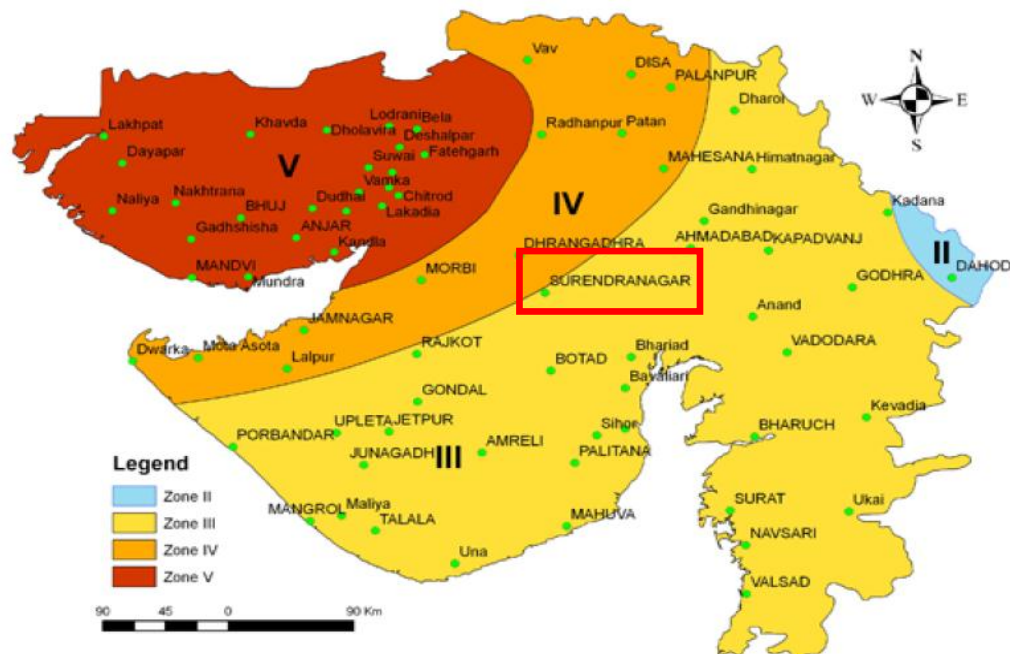 Vav
DISA
PALANPUR
N
W E
S
Dharoi
Lakhpat
Khavda
Dholavira
Lodrani
Bela
Deshalpar
Fatehgarh
Radhanpur
Patan
Dayapar
V
Suwai
MAHESANA
Himatnagar
Vamka
Naliya
Nakhtrana
Dudhai
Chitrod
Lakadia
IV
Kadana
BHUJ
Gandhinagar
Gadhshisha
ANJAR
Kandla
DHRANGADHRA
AHMADABAD
KAPADVANJ
II
MANDVI
Mundra
MORBI
SURENDRANAGAR
GODHRA
DAHOD
Anand
JAMNAGAR
Dwarka
Mota Asota
Lalpur
RAJKOT
BOTAD
Bhariad
VADODARA
Bavaliari
GONDAL
UPLETA
JETPUR
Kevadia
PORBANDAR
Sihor
BHARUCH
JUNAGADH
III
AMRELI
PALITANA
Legend
Zone II
Zone III
Zone IV
Zone V
MANGROL
Maliya
TALALA
MAHUVA
SURAT
Ukai
NAVSARI
Una
VALSAD
90 45 0 90 Km